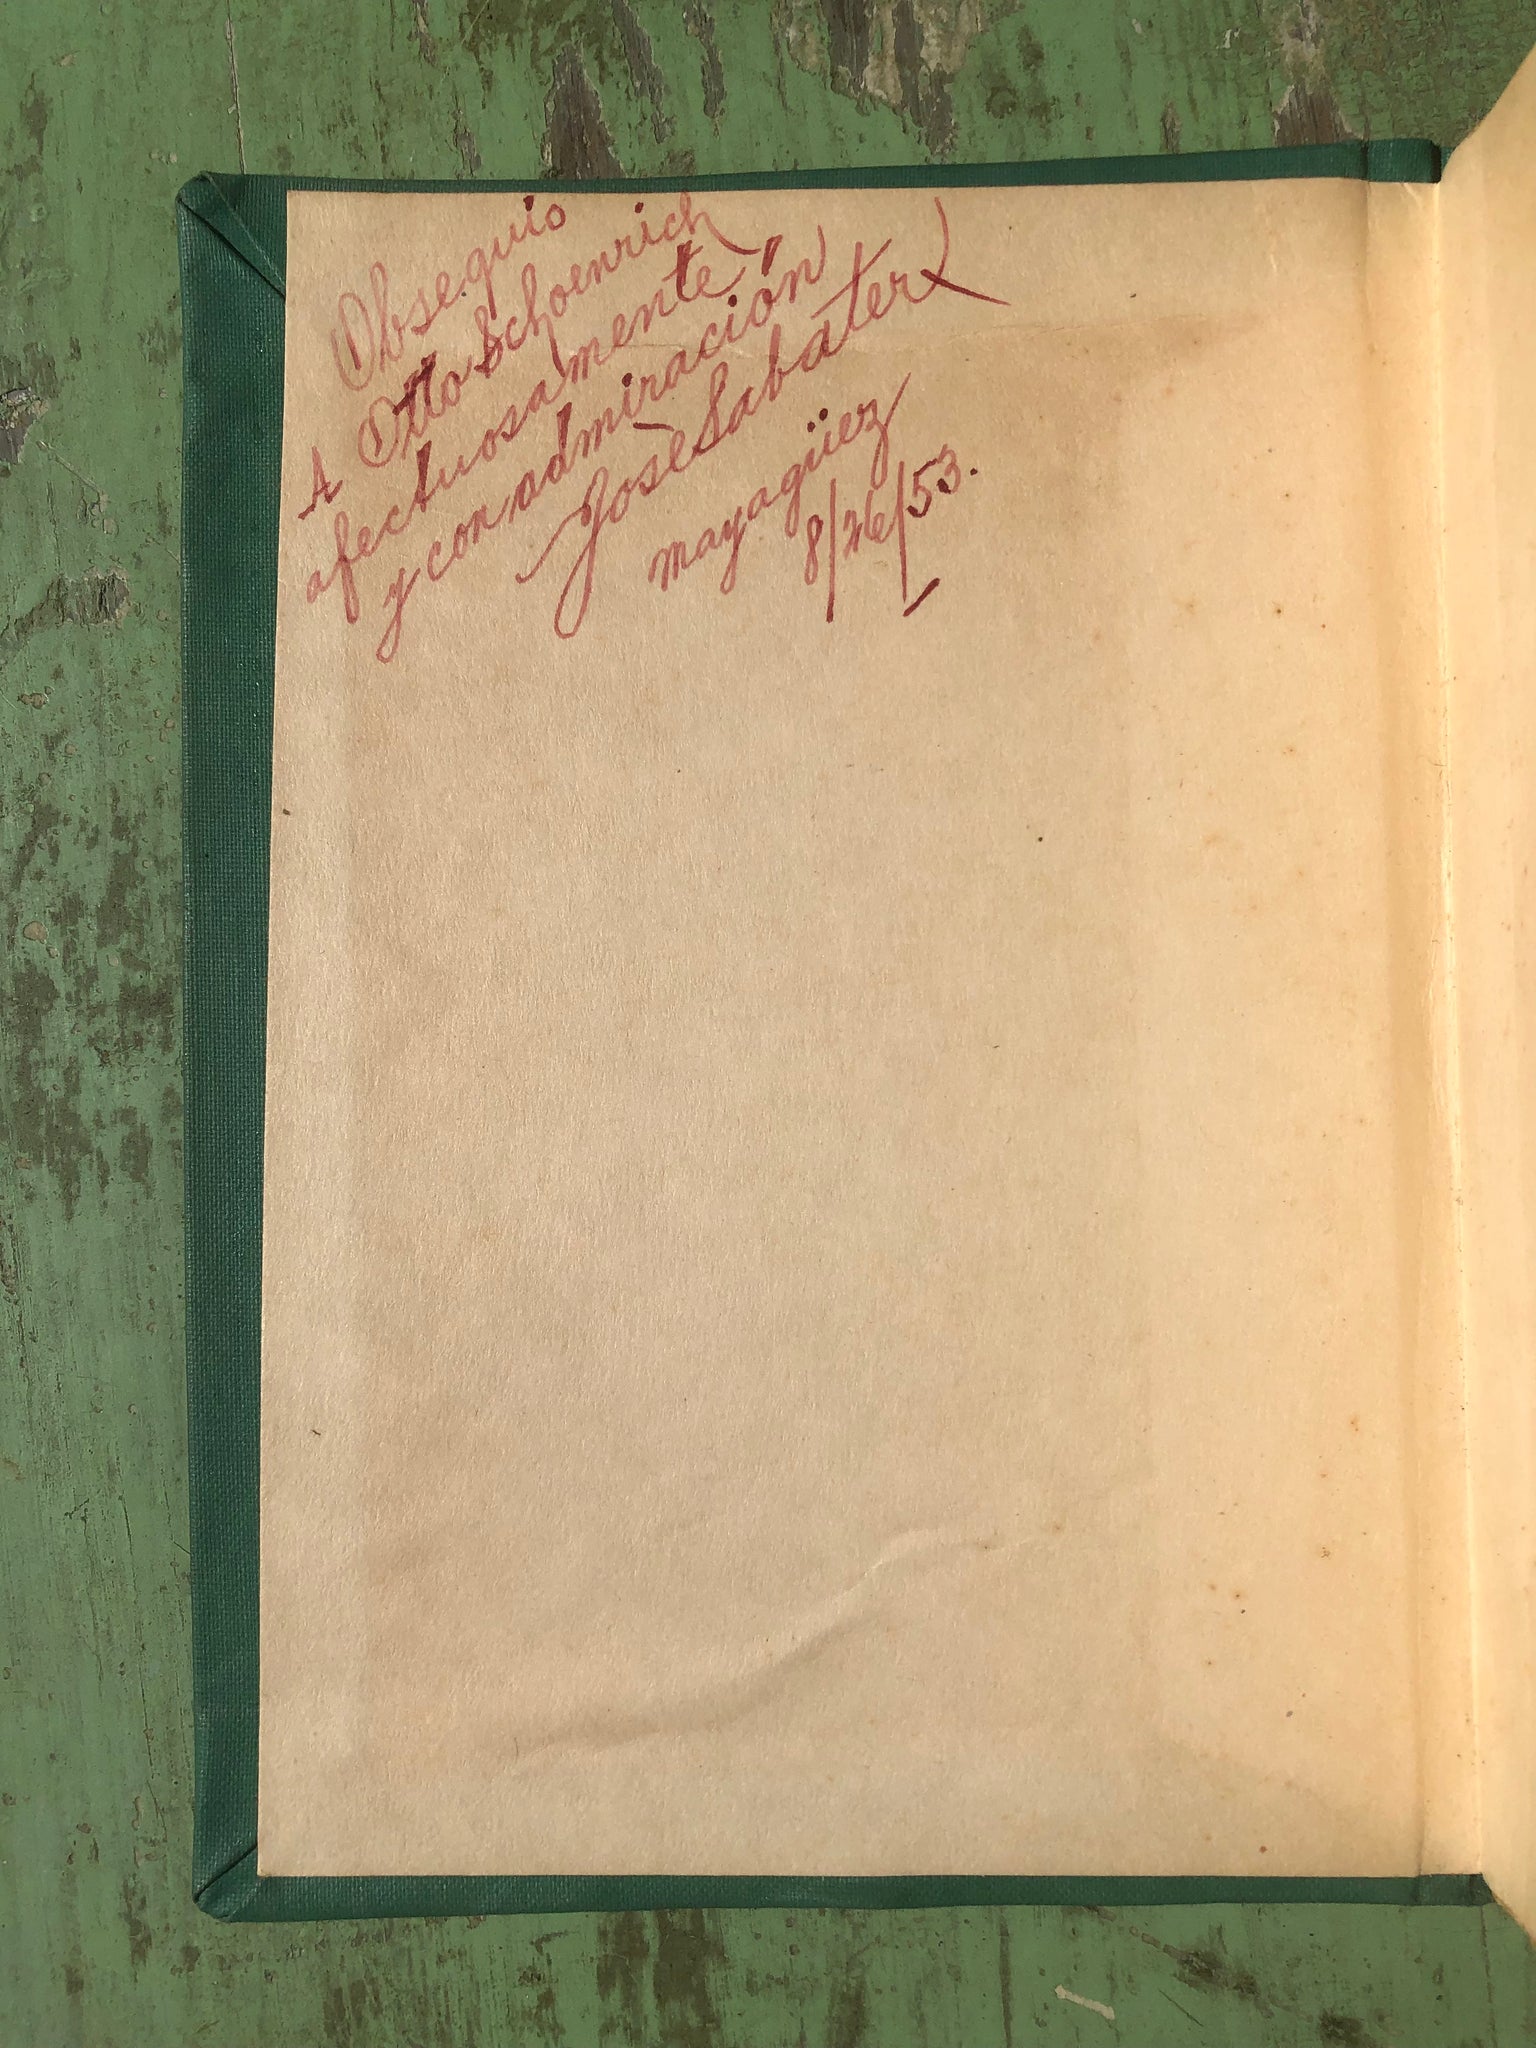 Obsequio
A Otto Schoenrich
afectuosamente,
y con admiración
José Sabater
Mayagüez
8/26/53.